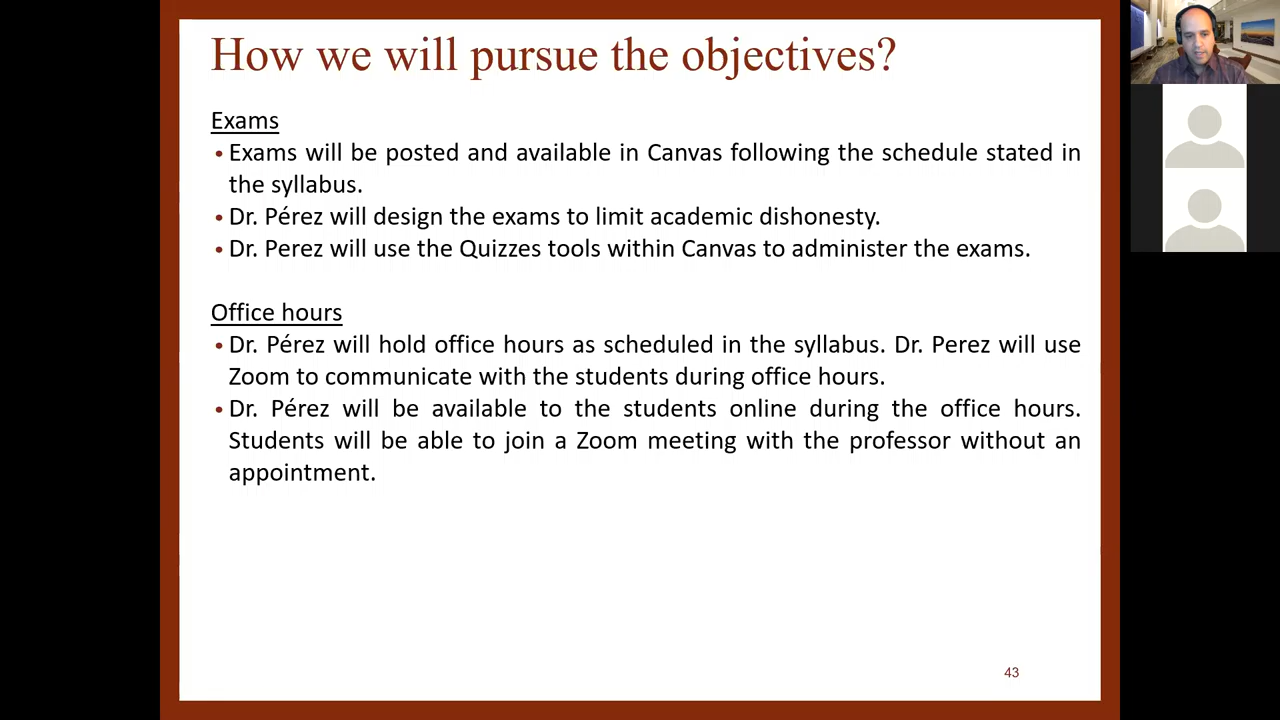 How we will pursue the objectives?
Exams
• Exams will be posted and available in Canvas following the schedule stated in
the syllabus.
• Dr. Pérez will design the exams to limit academic dishonesty.
• Dr. Perez will use the Quizzes tools within Canvas to administer the exams.
Office hours
• Dr. Pérez will hold office hours as scheduled in the syllabus. Dr. Perez will use
Zoom to communicate with the students during office hours.
• Dr. Pérez will be available to the students online during the office hours.
Students will be able to join a Zoom meeting with the professor without an
appointment.
43